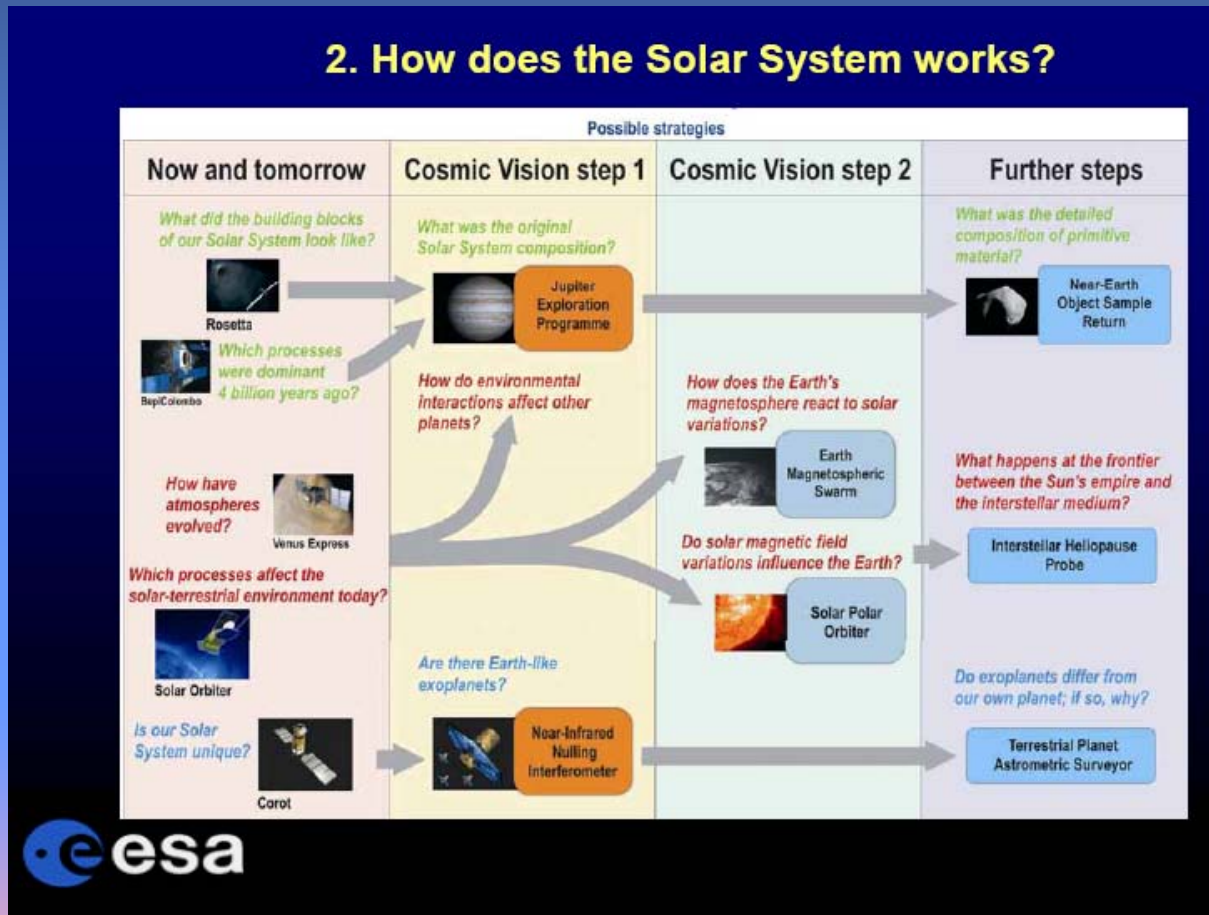 2. How does the Solar System works?
Possible strategies
Now and tomorrow
What did the building blocks
of our Solar System look like?
Rosetta
BepiColombo
Which processes
were dominant
4 billion years ago?
How have
atmospheres
evolved?
Venus Express
Which processes affect the
solar-terrestrial environment today?
Solar Orbiter
Is our Solar
System unique?
Corot
Cosmic Vision step 1
What was the original
Solar System composition?
Jupiter
Exploration
Programme
How do environmental
interactions affect other
planets?
Are there Earth-like
exoplanets?
Near-Infrared
Nulling
Interferometer
Cosmic Vision step 2
How does the Earth's
magnetosphere react to solar
variations?
Earth
Magnetospheric
Swarm
Do solar magnetic field
variations influence the Earth?
Solar Polar
Orbiter
Further steps
What was the detailed
composition of primitive
material?
Near-Earth
Object Sample
Return
What happens at the frontier
between the Sun's empire and
the interstellar medium?
Interstellar Heliopause
Probe
Do exoplanets differ from
our own planet; if so, why?
Terrestrial Planet
Astrometric Surveyor
esa